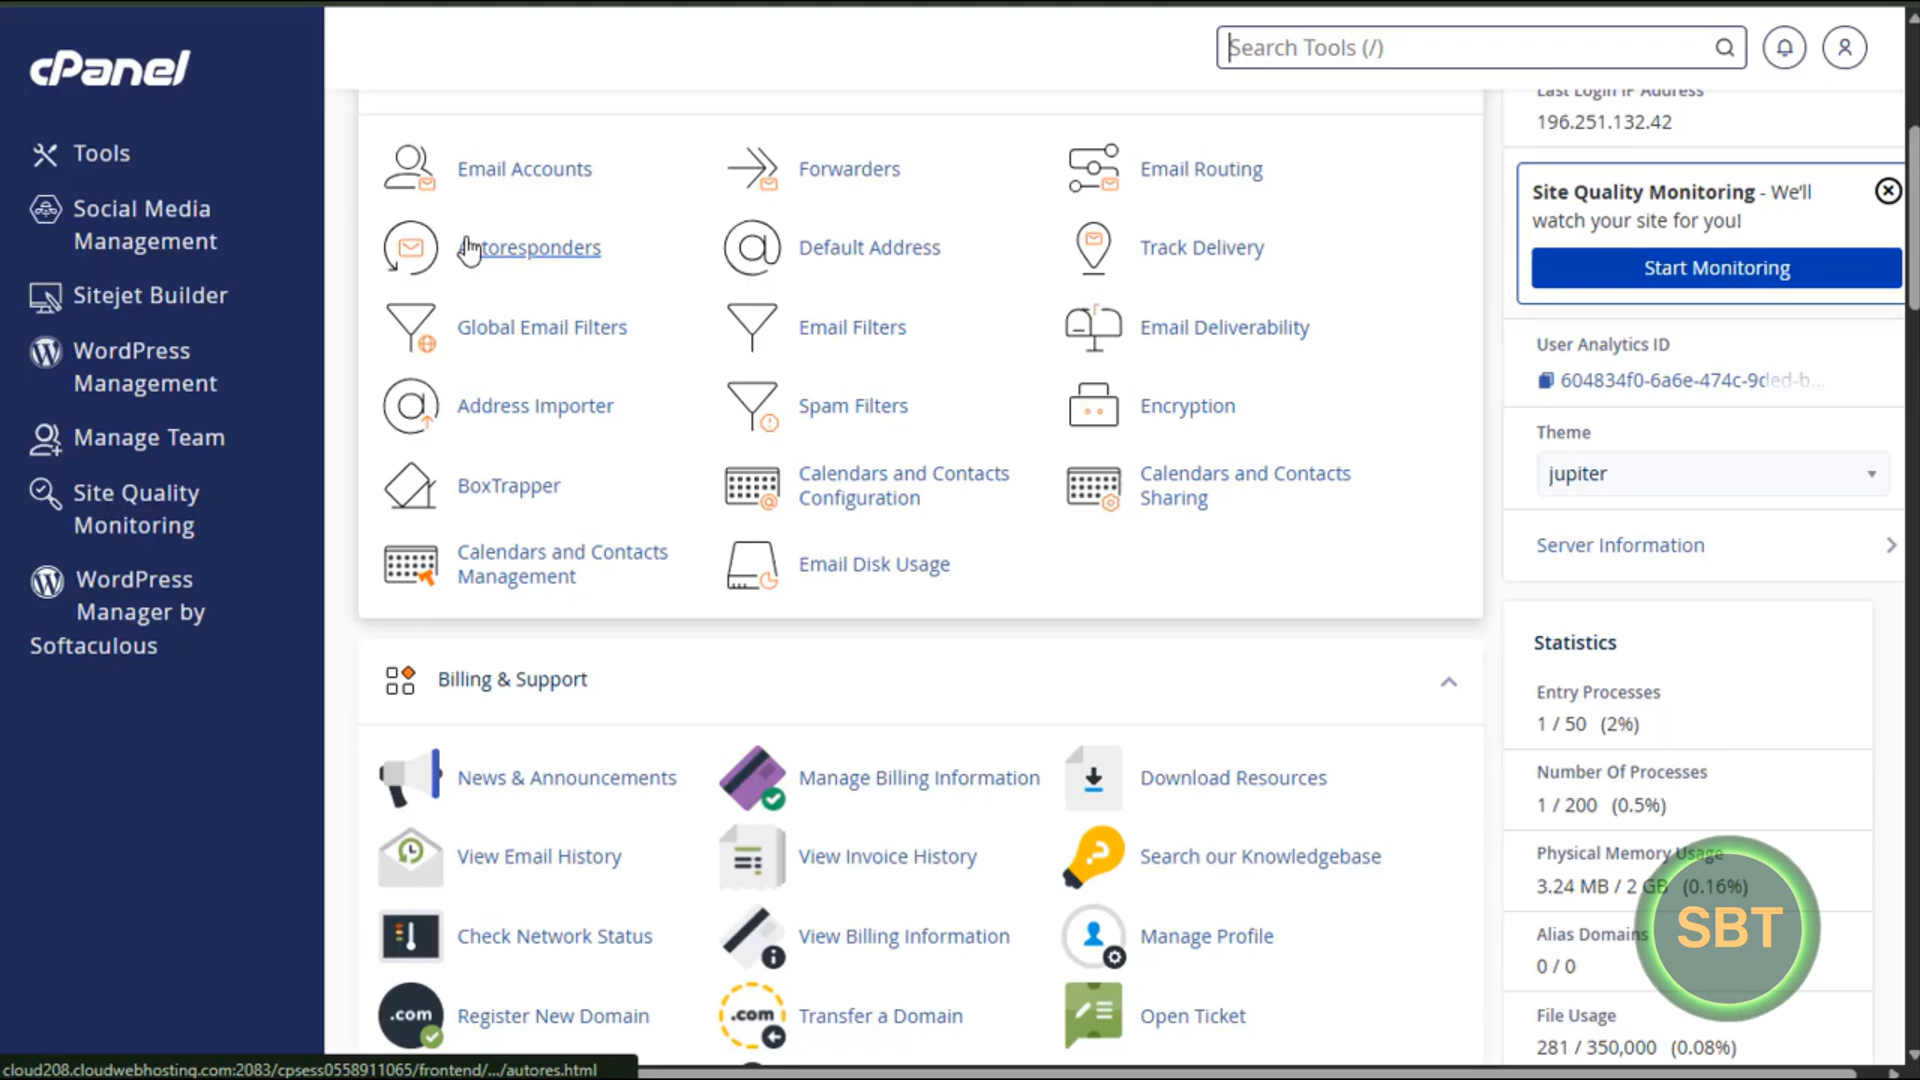 cPanel
Search Tools (/)
Tools
Social Media
Management
Sitejet Builder
WordPress
Management
Manage Team
Site Quality
Monitoring
WordPress
Manager by
Softaculous
Email Accounts
Forwarders
Email Routing
toresponders
Default Address
Track Delivery
Global Email Filters
Email Filters
Email Deliverability
Address Importer
Spam Filters
Encryption
BoxTrapper
Calendars and Contacts
Configuration
Calendars and Contacts
Sharing
Calendars and Contacts
Management
Email Disk Usage
Billing & Support
News & Announcements
Manage Billing Information
Download Resources
View Email History
View Invoice History
Search our Knowledgebase
Check Network Status
View Billing Information
Manage Profile
.com
Register New Domain
.com
Transfer a Domain
Open Ticket
Last Login IP Address
196.251.132.42
Site Quality Monitoring - We'll
watch your site for you!
Start Monitoring
User Analytics ID
604834f0-6a6e-474c-9ded-b...
Theme
jupiter
Server Information
Statistics
Entry Processes
1 / 50 (2%)
Number Of Processes
1 / 200 (0.5%)
Physical Memory Usage
3.24 MB / 2 GB (0.16%)
Alias Domains
0 / 0
SBT
File Usage
281 / 350,000 (0.08%)
cloud208.cloudwebhosting.com:2083/cpsess0558911065/frontend/.../autores.html